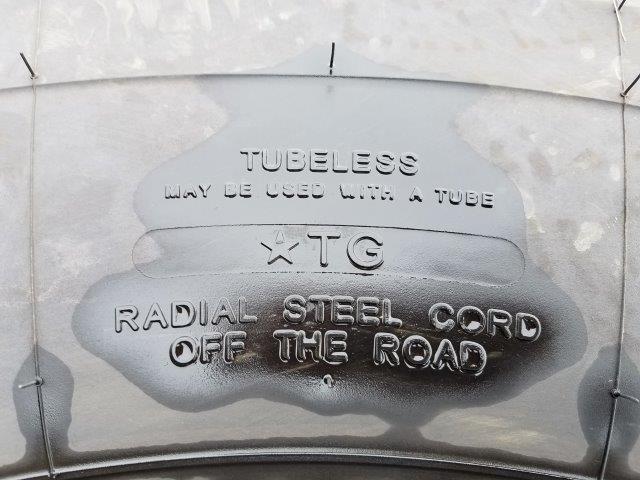 TUBELESS
MAY BE USED WITH A TUBE
☆TG
RADIAL STEEL CORD
OFF THE ROAD